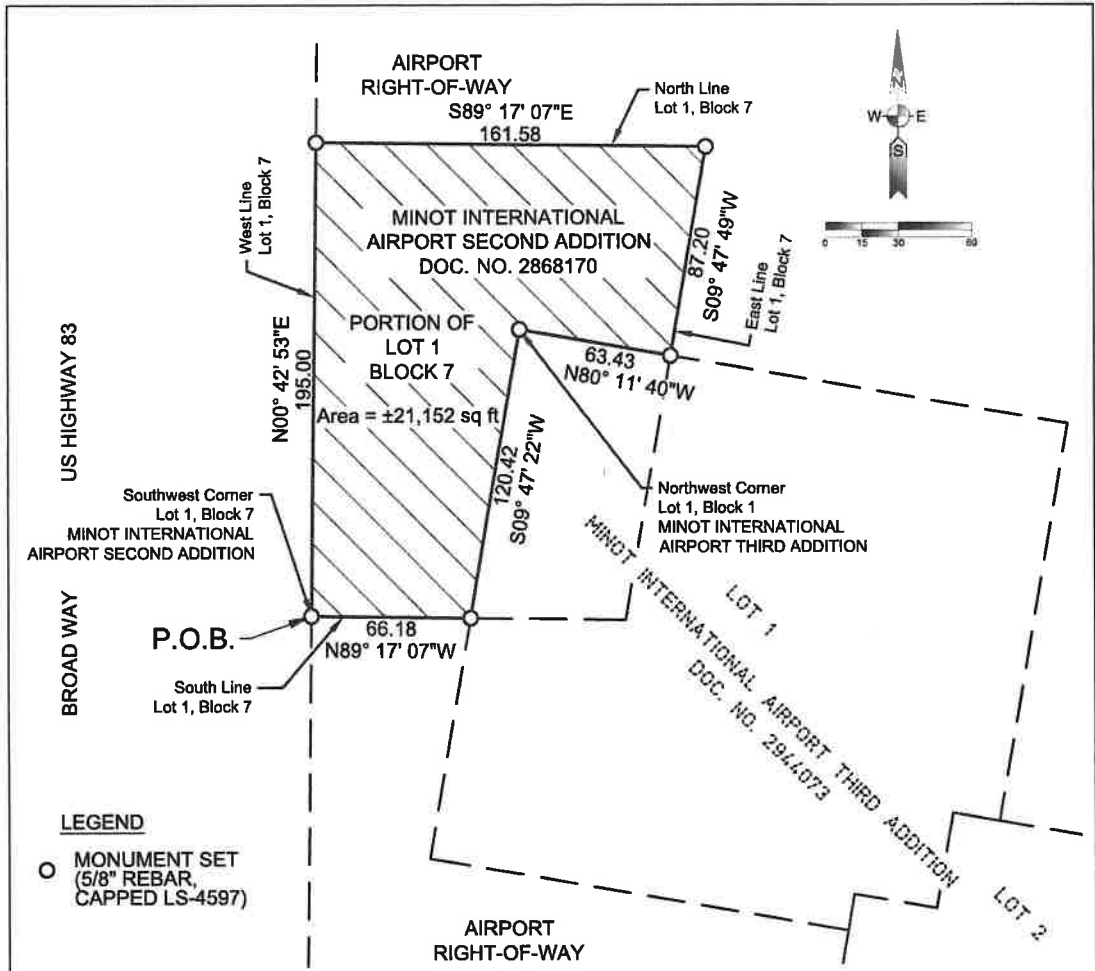 AIRPORT
RIGHT-OF-WAY
S89° 17' 07"E
161.58
North Line
Lot 1, Block 7
N
W
E
S
0 15 30 60
West Line
Lot 1, Block 7
MINOT INTERNATIONAL
AIRPORT SECOND ADDITION
DOC. NO. 2868170
87.20
S09° 47' 49"W
East Line
Lot 1, Block 7
PORTION OF
LOT 1
BLOCK 7
63.43
N80° 11' 40"W
US HIGHWAY 83
N00° 42' 53"E
195.00
Area = ±21,152 sq ft
120.42
S09° 47' 22"W
Southwest Corner
Lot 1, Block 7
MINOT INTERNATIONAL
AIRPORT SECOND ADDITION
Northwest Corner
Lot 1, Block 1
MINOT INTERNATIONAL
AIRPORT THIRD ADDITION
LOT 1
MINOT INTERNATIONAL AIRPORT THIRD ADDITION
DOC. NO. 2944073
BROAD WAY
P.O.B.
66.18
N89° 17' 07"W
South Line
Lot 1, Block 7
LEGEND
MONUMENT SET
(5/8" REBAR,
CAPPED LS-4597)
LOT 2
AIRPORT
RIGHT-OF-WAY